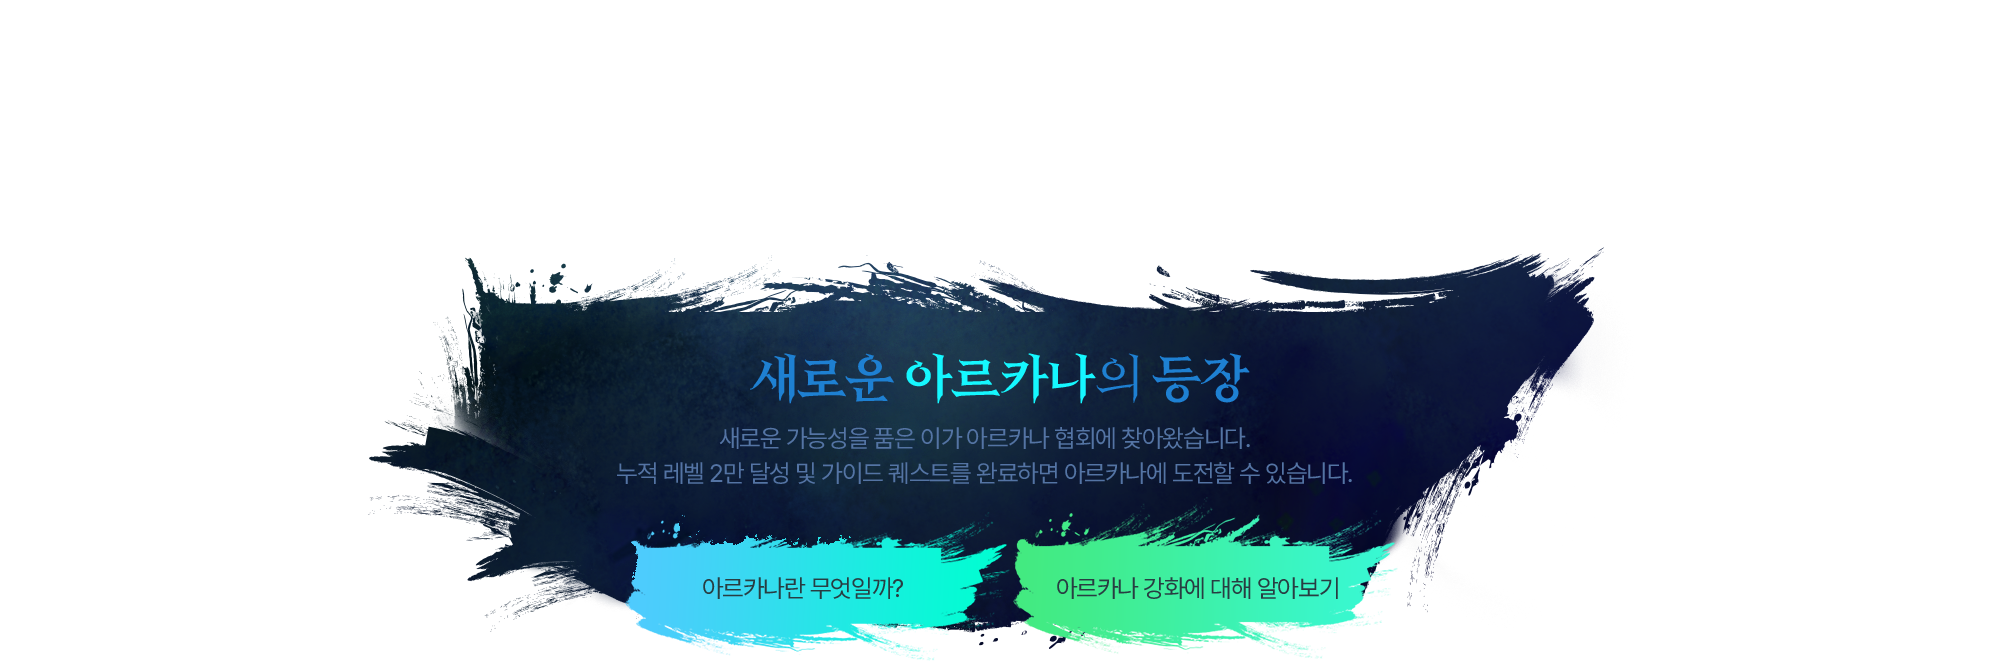 새로운 아르카나의 등장
새로운 가능성을 품은 이가 아르카나 협회에 찾아왔습니다.
누적 레벨 2만 달성 및 가이드 퀘스트를 완료하면 아르카나에 도전할 수 있습니다.
아르카나란 무엇일까?
아르카나 강화에 대해 알아보기